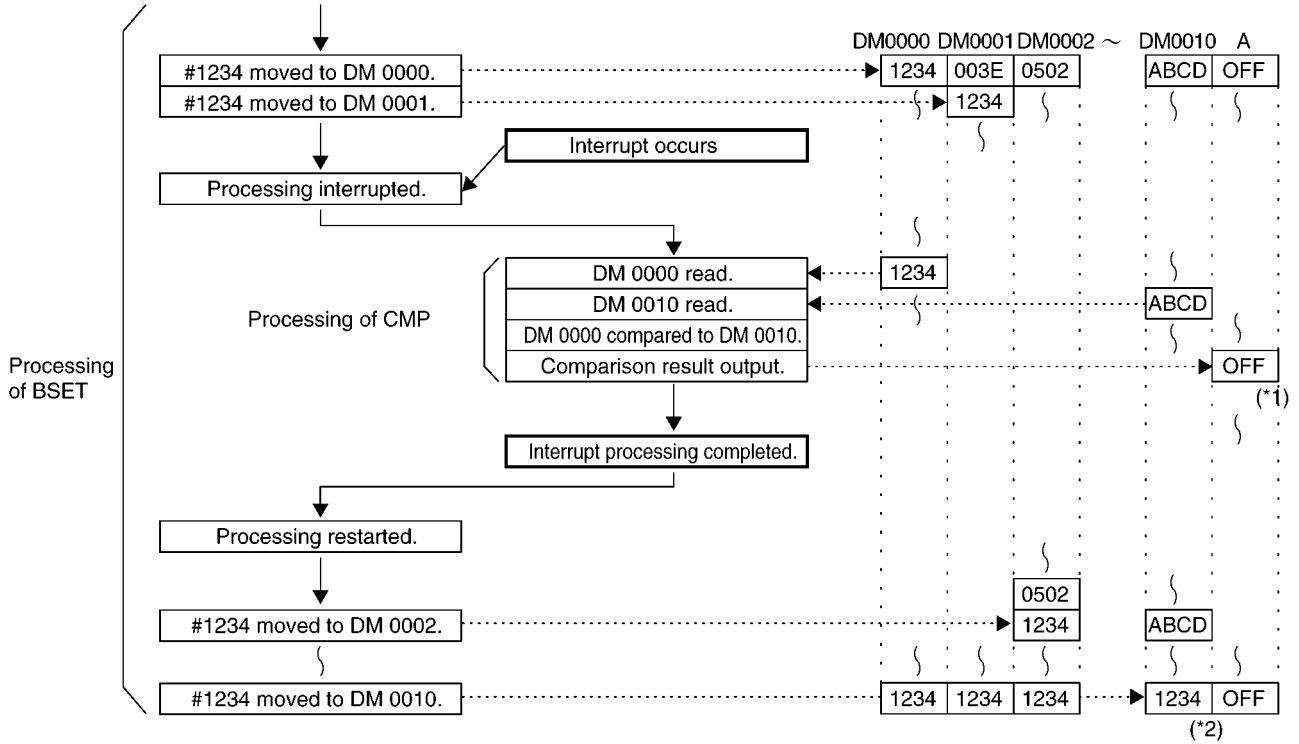 DM0000 DM0001 DM0002 ~ DM0010 A
#1234 moved to DM 0000. 1234 003E 0502 ABCD OFF
#1234 moved to DM 0001. 1234
Interrupt occurs
Processing interrupted.
DM 0000 read. 1234
DM 0010 read. ABCD
Processing of CMP
DM 0000 compared to DM 0010.
Comparison result output. OFF
(*1)
Processing
of BSET
Interrupt processing completed.
Processing restarted.
0502
#1234 moved to DM 0002. 1234 ABCD
#1234 moved to DM 0010. 1234 1234 1234 1234 OFF
(*2)